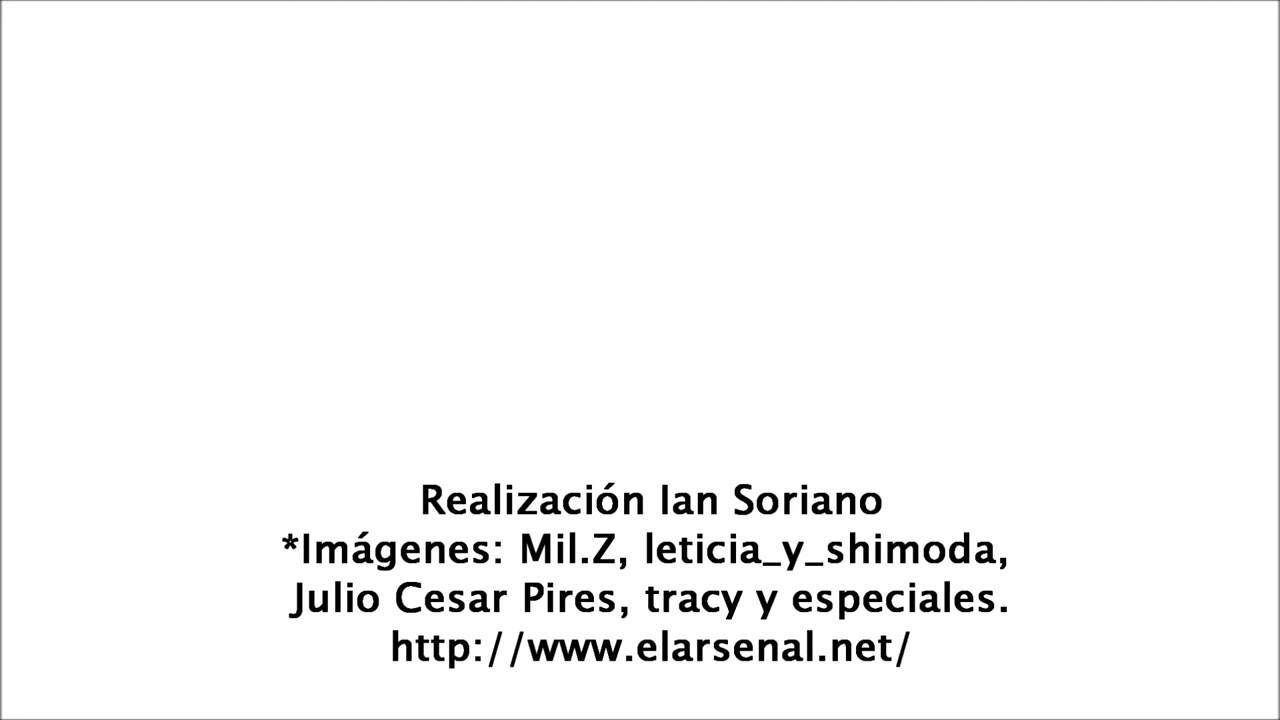 Realización Ian Soriano
*Imágenes: Mil.Z, leticia_y_shimoda,
Julio Cesar Pires, tracy y especiales.
http://www.elarsenal.net/